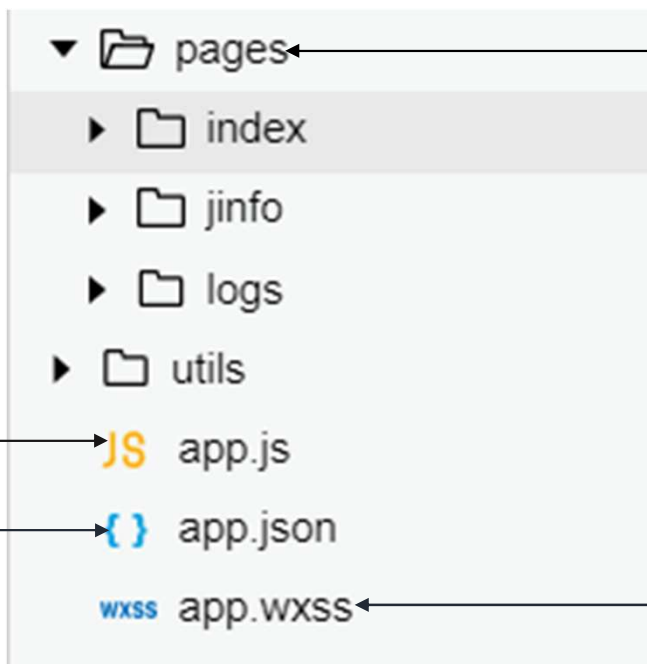 pages
index
jinfo
logs
utils
JS app.js
{ } app.json
wxss app.wxss